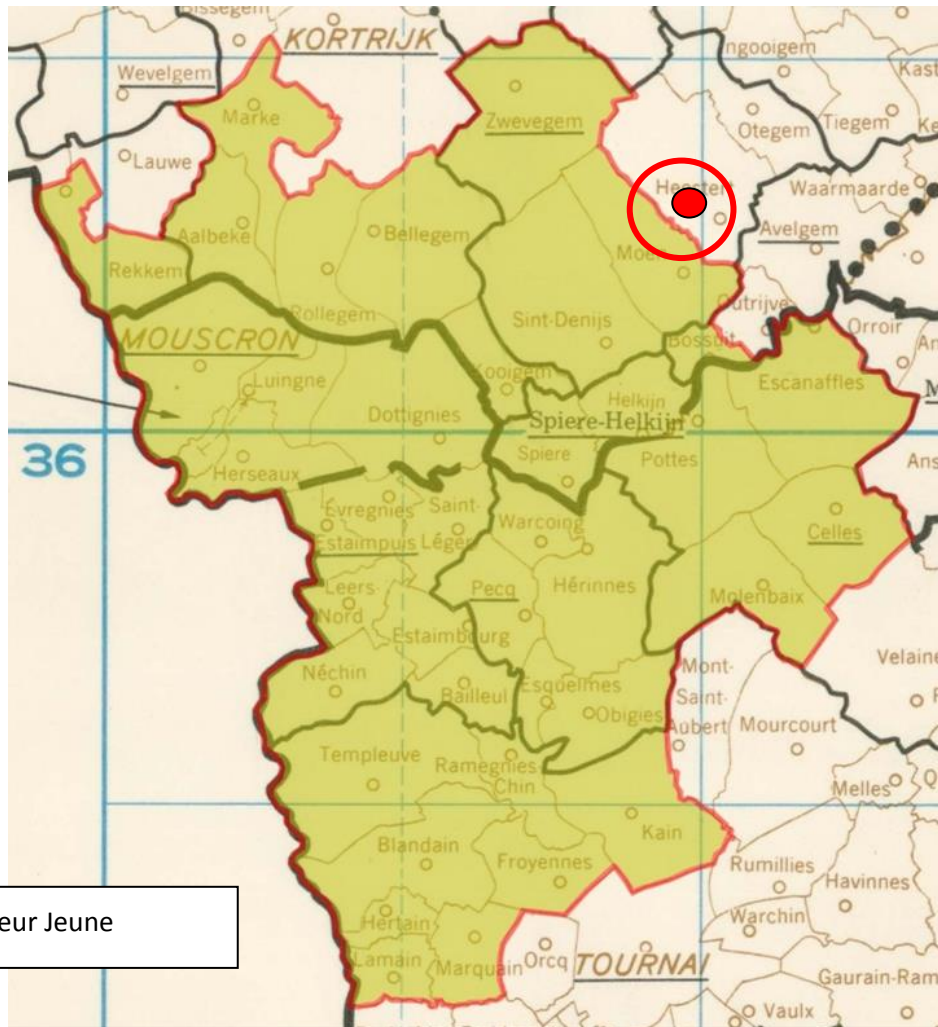 KORTRIJK
ngooigem
Wevelgem
Kast
Marke
Zwevegem
Otegem
Tiegem
Lauwe
Waarmaarde
Aalbeke
Bellegem
Avelgem
Rekkem
Rollegem
Outrijve
MOUSCRON
Sint-Denijs
Bossuit
Orroir
Kooigem
Escanaffles
Luingne
Helkijn
Dottignies
Spiere-Helkijn
36
Herseaux
Spiere
Pottes
Ans
Évregnies
Saint-
Warcoing
Celles
Estaimpuis
Léger
Leers-
Nord
Pecq
Hérinnes
Molenbaix
Estaimbourg
Mont-
Velaine
Néchin
Bailleul
Esquelmes
Saint-
Obigies
Aubert
Mourcourt
Templeuve
Ramegnies
Chin
Melles
Kain
Blandain
Froyennes
Rumillies
Havinnes
eur Jeune
Hertain
Warchin
Lamain
Marquain
Orcq
TOURNAI
Gaurain-Ram
Vaulx